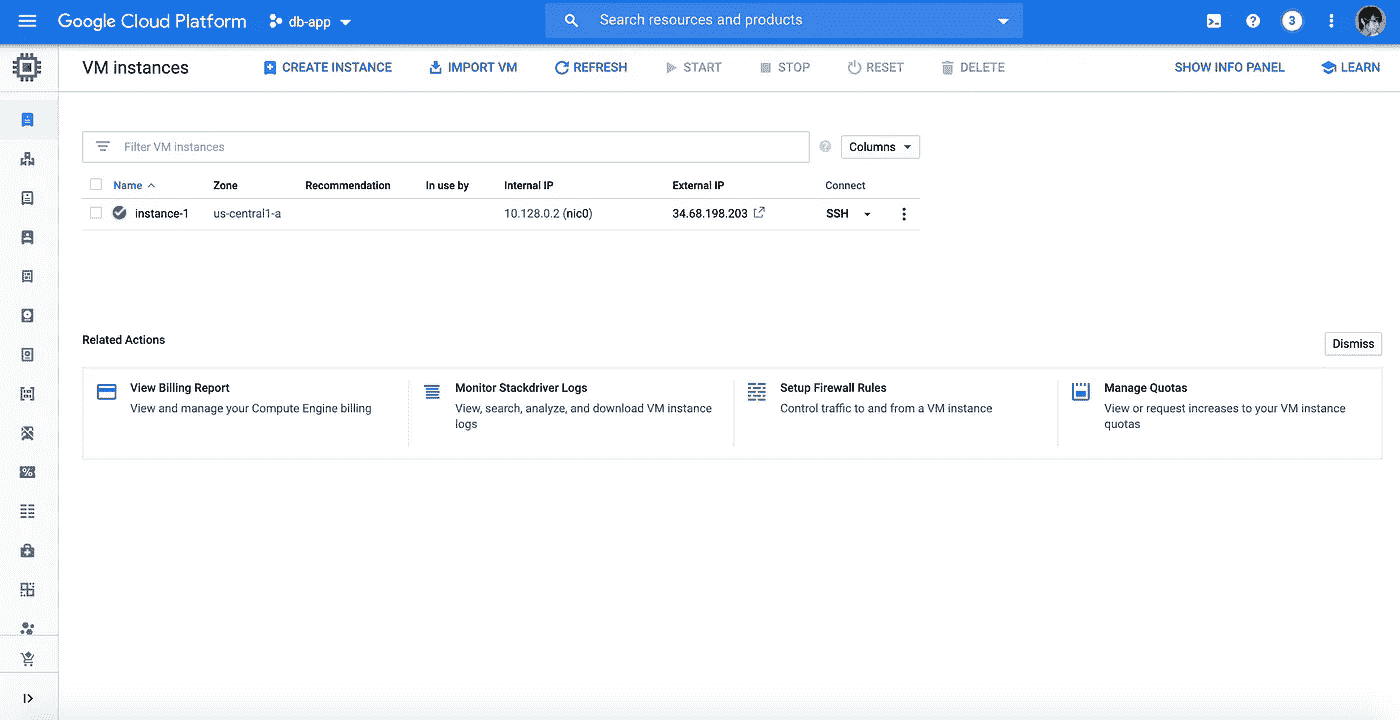 Google Cloud Platform db-app Search resources and products 3
VM instances CREATE INSTANCE IMPORT VM REFRESH START STOP RESET DELETE SHOW INFO PANEL LEARN
Filter VM instances Columns
Name Zone Recommendation In use by Internal IP External IP Connect
instance-1 us-central1-a 10.128.0.2 (nic0) 34.68.198.203 SSH
Related Actions Dismiss
View Billing Report
View and manage your Compute Engine billing
Monitor Stackdriver Logs
View, search, analyze, and download VM instance
logs
Setup Firewall Rules
Control traffic to and from a VM instance
Manage Quotas
View or request increases to your VM instance
quotas